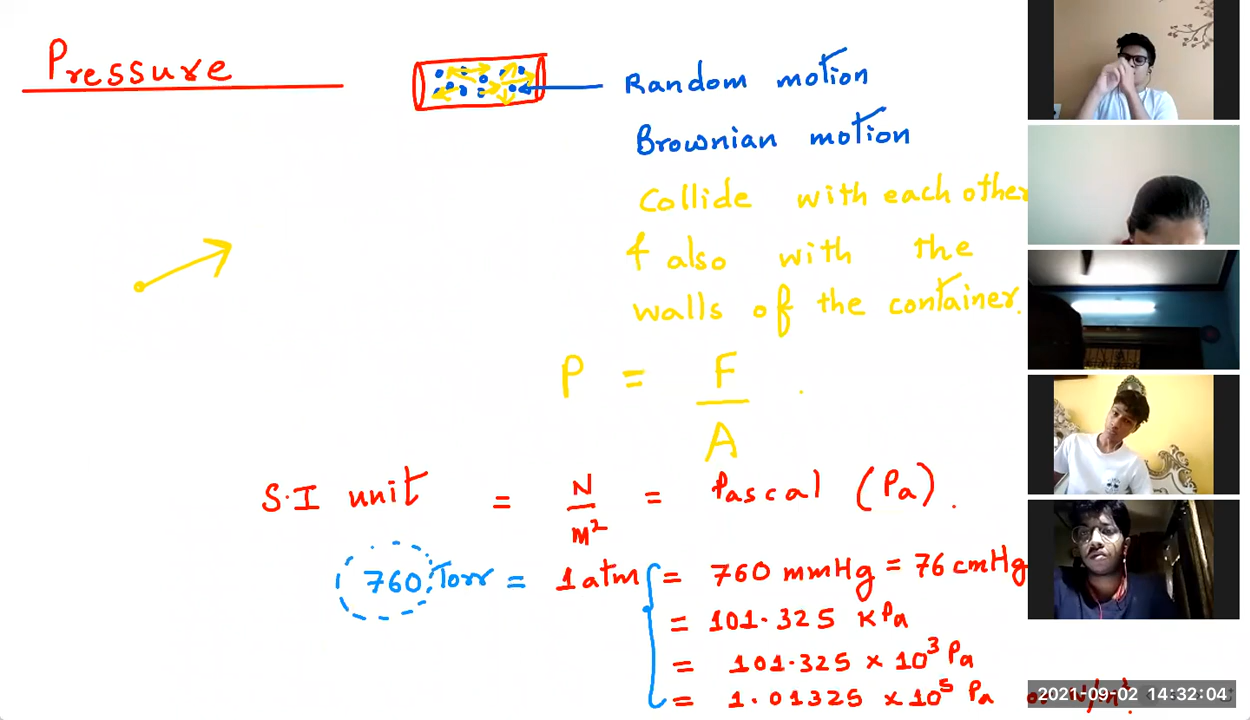 Pressure
Random motion
Brownian motion
Collide with each other
& also with the
walls of the container.
P = F/A
S.I unit = N/m² = Pascal (Pa).
760 Torr = 1 atm = 760 mmHg = 76 cmHg
= 101.325 KPa
= 101.325 × 10³ Pa
= 1.01325 × 10⁵ Pa
2021-09-02 14:32:04